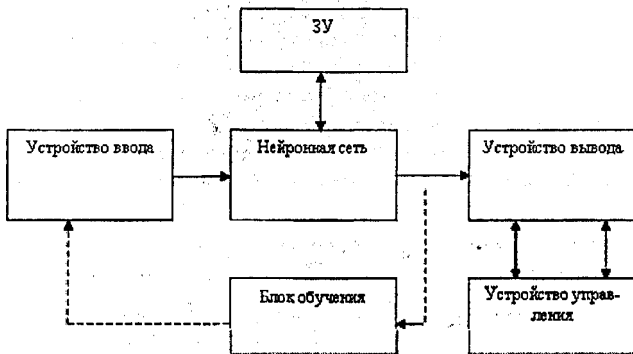 ЗУ
Устройство ввода
Нейронная сеть
Устройство вывода
Блок обучения
Устройство управ-
ления